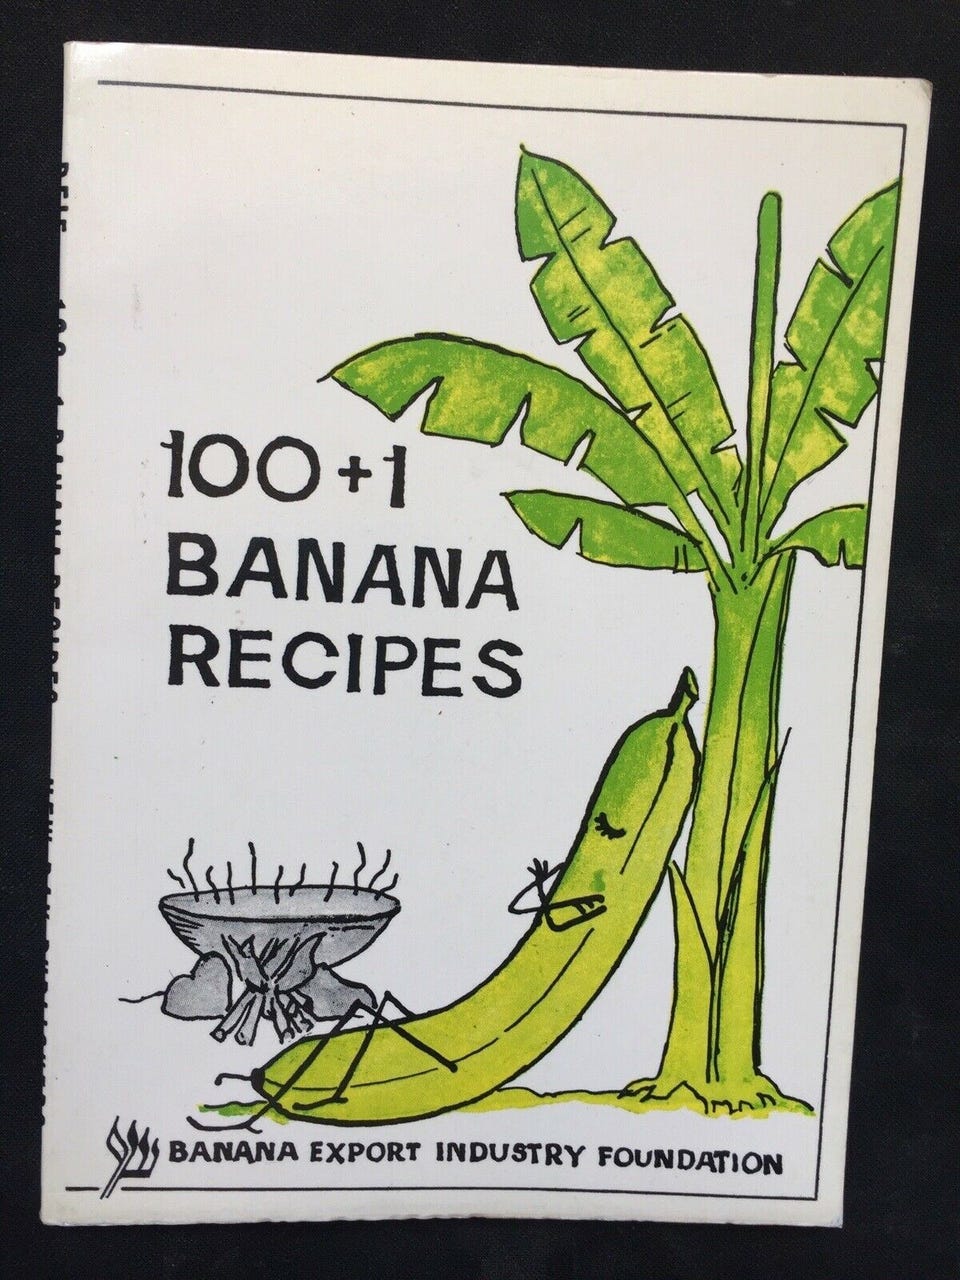 100+1
BANANA
RECIPES
BANANA EXPORT INDUSTRY FOUNDATION